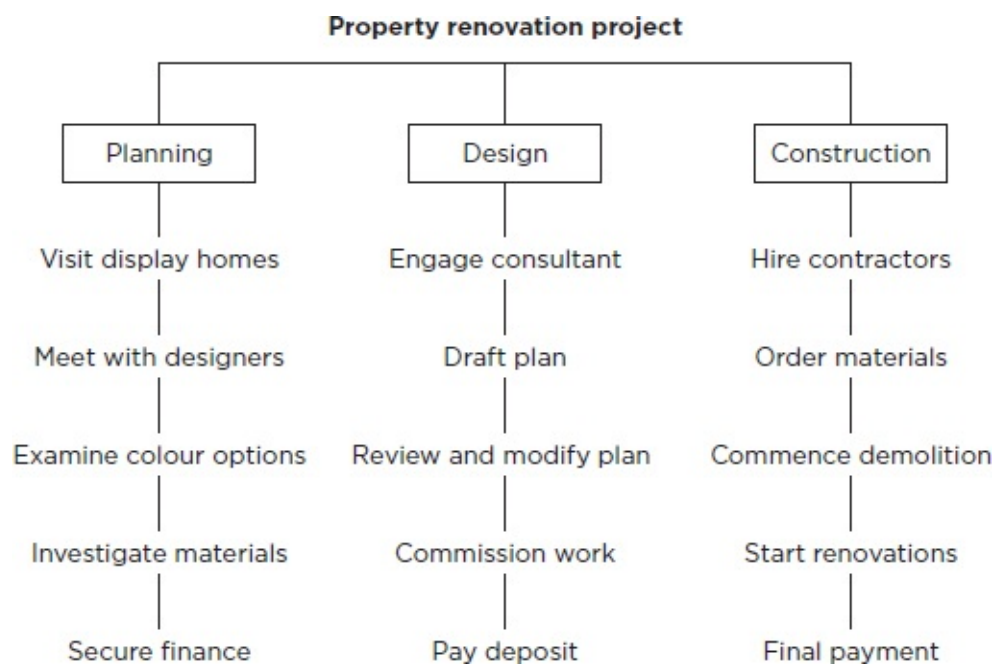 Property renovation project
Planning
Design
Construction
Visit display homes
Engage consultant
Hire contractors
Meet with designers
Draft plan
Order materials
Examine colour options
Review and modify plan
Commence demolition
Investigate materials
Commission work
Start renovations
Secure finance
Pay deposit
Final payment